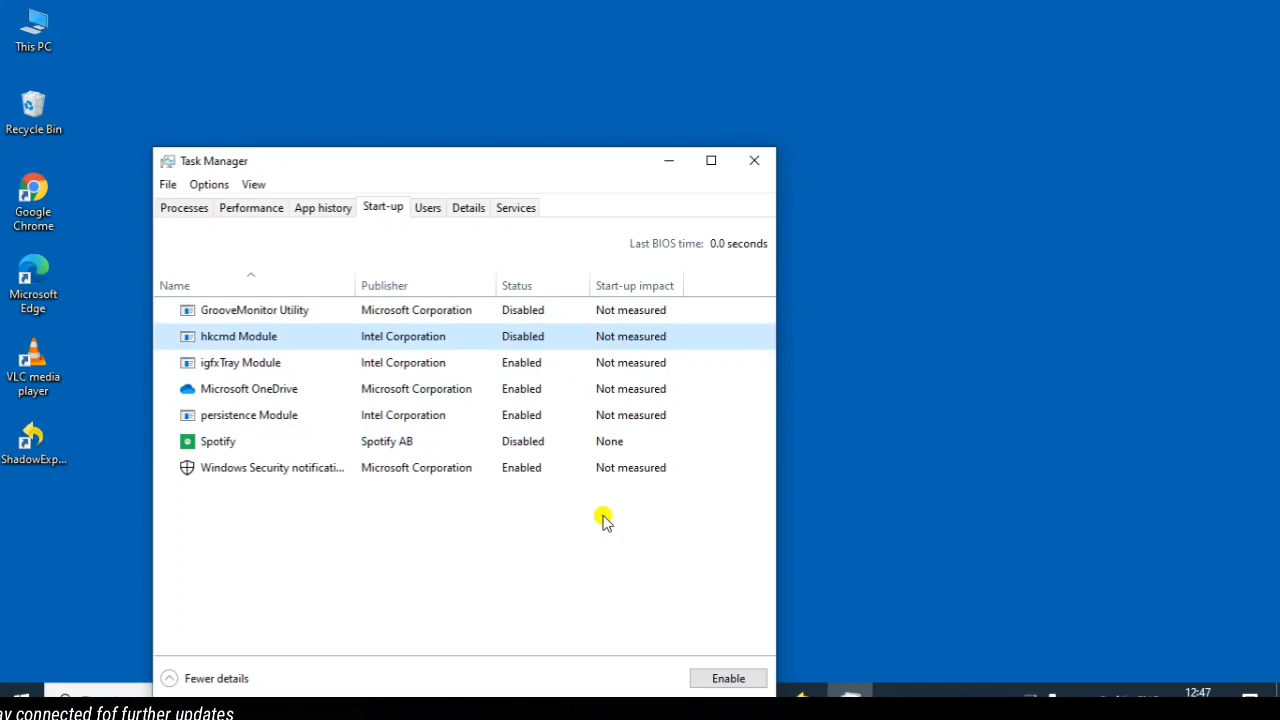 This PC
Recycle Bin
Google
Chrome
Microsoft
Edge
VLC media
player
ShadowExp...
Task Manager
File Options View
Processes Performance App history Start-up Users Details Services
Last BIOS time: 0.0 seconds
Name Publisher Status Start-up impact
GrooveMonitor Utility Microsoft Corporation Disabled Not measured
hkcmd Module Intel Corporation Disabled Not measured
igfxTray Module Intel Corporation Enabled Not measured
Microsoft OneDrive Microsoft Corporation Enabled Not measured
persistence Module Intel Corporation Enabled Not measured
Spotify Spotify AB Disabled None
Windows Security notificati... Microsoft Corporation Enabled Not measured
Fewer details Enable
12:47
ay connected fof further updates